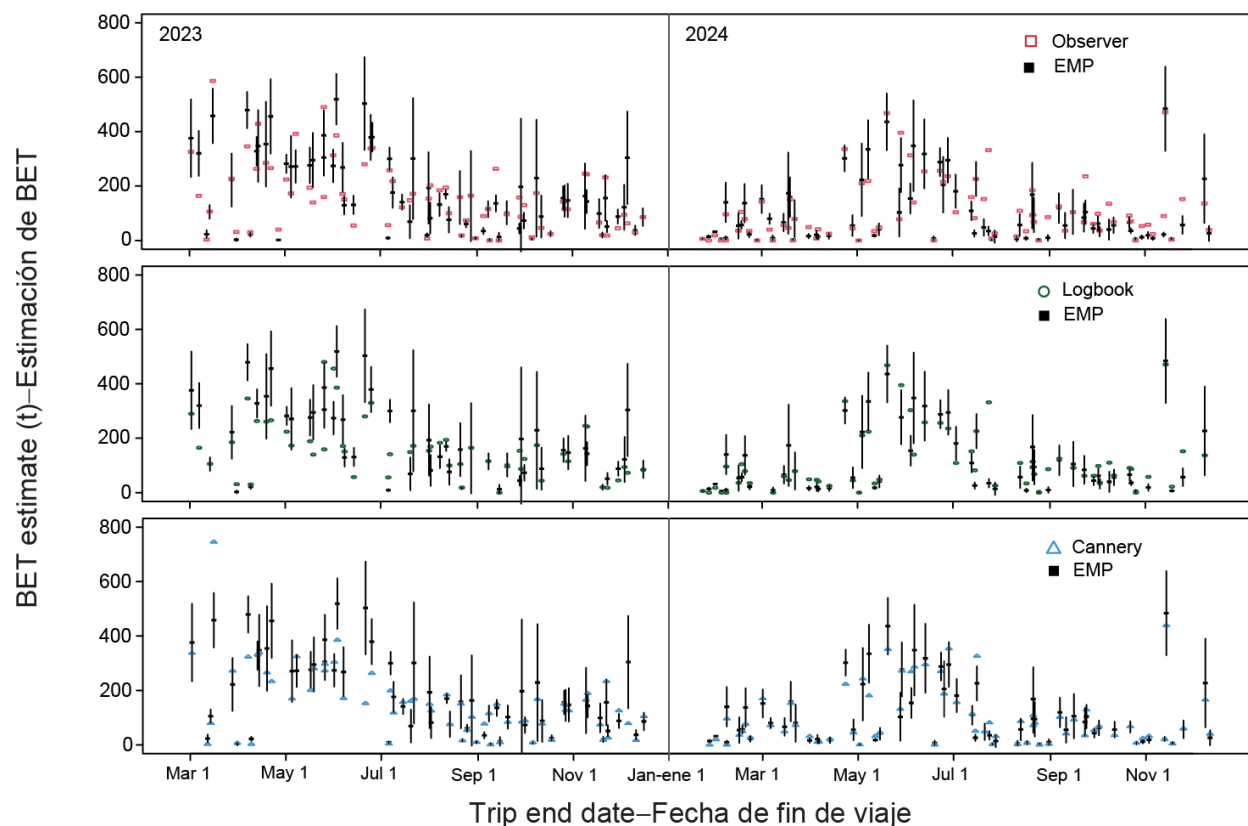 BET estimate (t)–Estimación de BET
800
600
400
200
0
2023
2024
Observer
EMP
800
600
400
200
0
Logbook
EMP
800
600
400
200
0
Cannery
EMP
Mar 1 May 1 Jul 1 Sep 1 Nov 1 Jan-ene 1 Mar 1 May 1 Jul 1 Sep 1 Nov 1
Trip end date–Fecha de fin de viaje